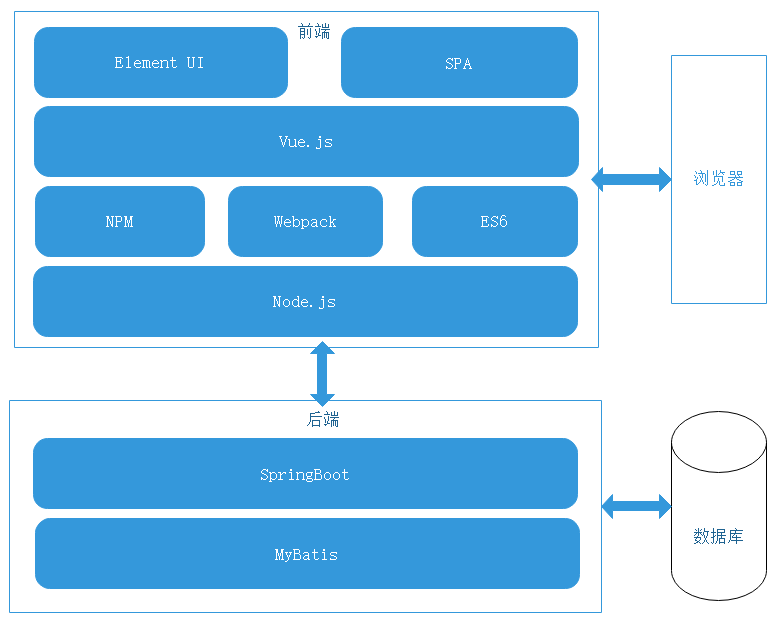 前端
Element UI
SPA
Vue.js
浏览器
NPM
Webpack
ES6
Node.js
后端
SpringBoot
数据库
MyBatis